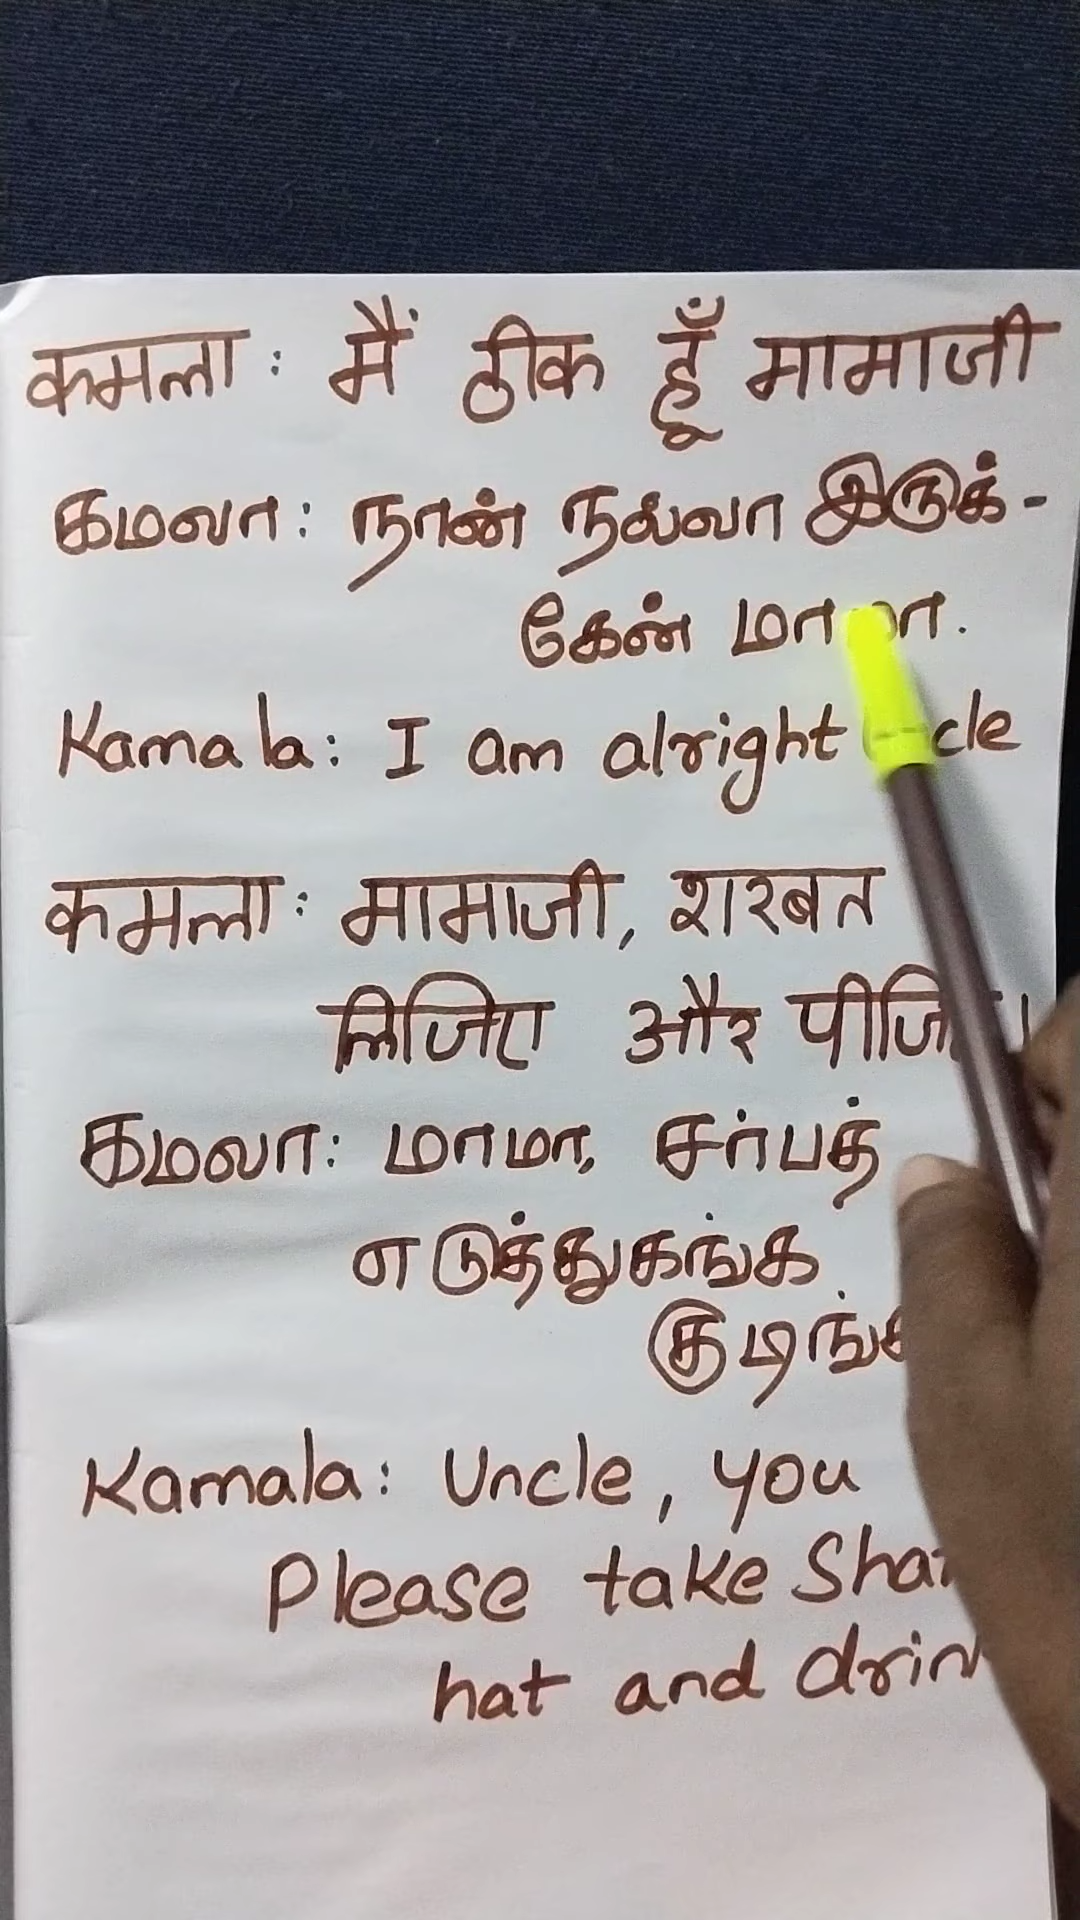 कमला : मैं ठीक हूँ मामाजी
கமலா : நான் நல்லா இருக் -
கேன் மாமா.
Kamala : I am alright
कमला : मामाजी, शरबत
लिजिए और
கமலா : மாமா, சர்பத்
எடுத்துகங்க
Kamala : Uncle, you
Please take
hat and